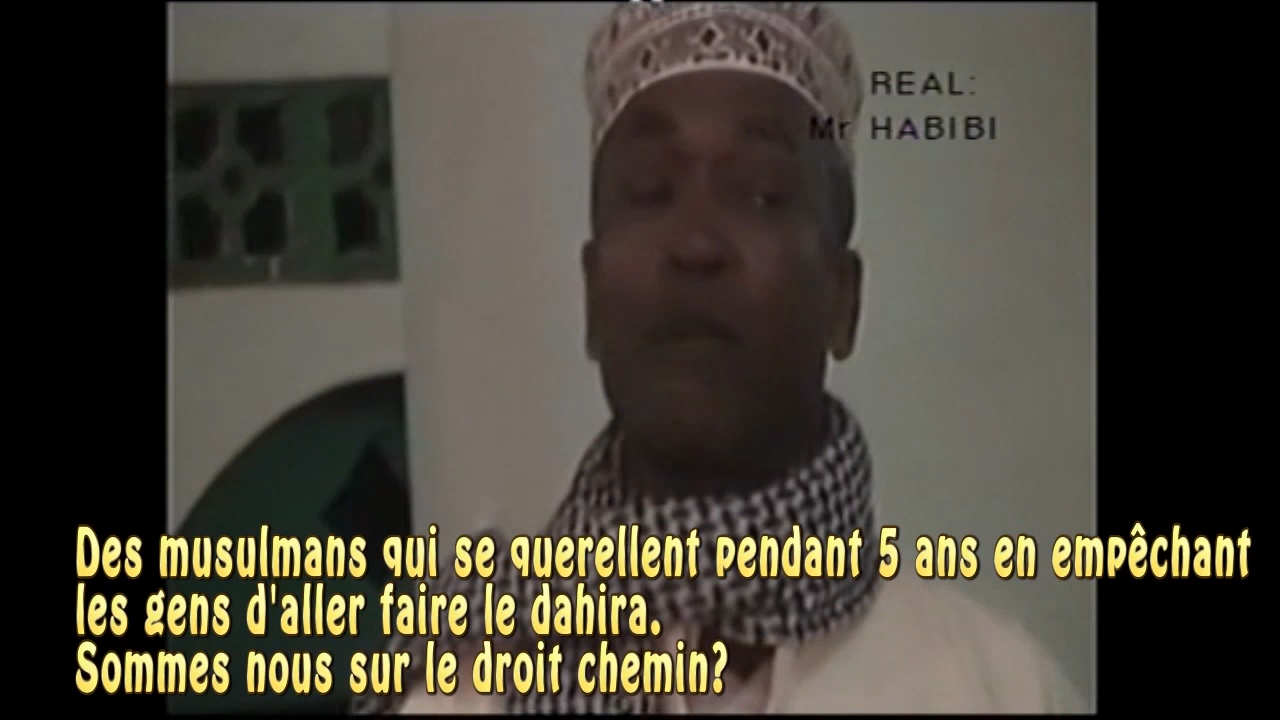 REAL:
Mr HABIBI
Des musulmans qui se querellent pendant 5 ans en empêchant
les gens d'aller faire le dahira.
Sommes nous sur le droit chemin?